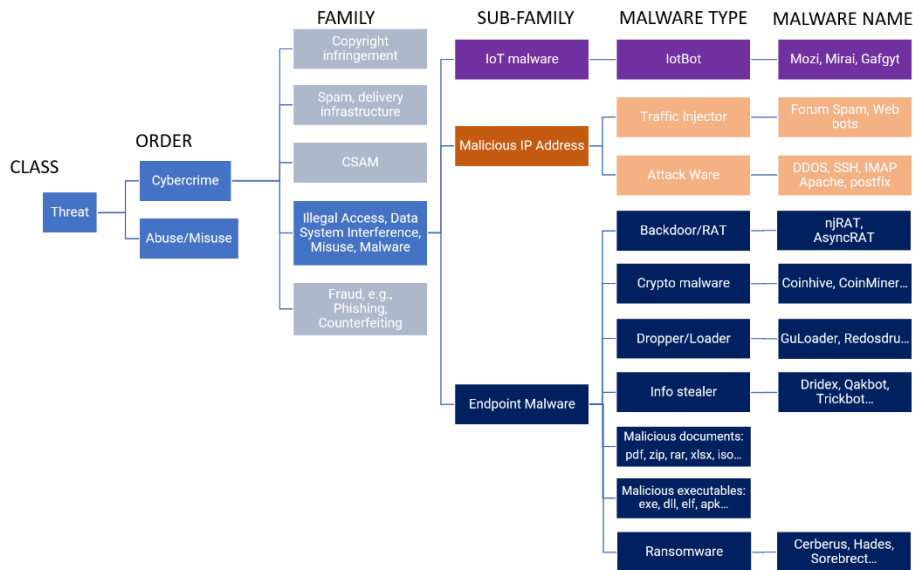 FAMILY
SUB-FAMILY
MALWARE TYPE
MALWARE NAME
CLASS
ORDER
Threat
Cybercrime
Abuse/Misuse
Copyright
infringement
Spam, delivery
infrastructure
CSAM
Illegal Access, Data
System Interference,
Misuse, Malware
Fraud, e.g.,
Phishing,
Counterfeiting
IoT malware
IotBot
Mozi, Mirai, Gafgyt
Malicious IP Address
Traffic Injector
Forum Spam, Web
bots
Attack Ware
DDOS, SSH, IMAP
Apache, postfix
Endpoint Malware
Backdoor/RAT
njRAT,
AsyncRAT
Crypto malware
Coinhive, CoinMiner...
Dropper/Loader
GuLoader, Redosdru...
Info stealer
Dridex, Qakbot,
Trickbot...
Malicious documents:
pdf, zip, rar, xlsx, iso...
Malicious executables:
exe, dll, elf, apk...
Ransomware
Cerberus, Hades,
Sorebrect...